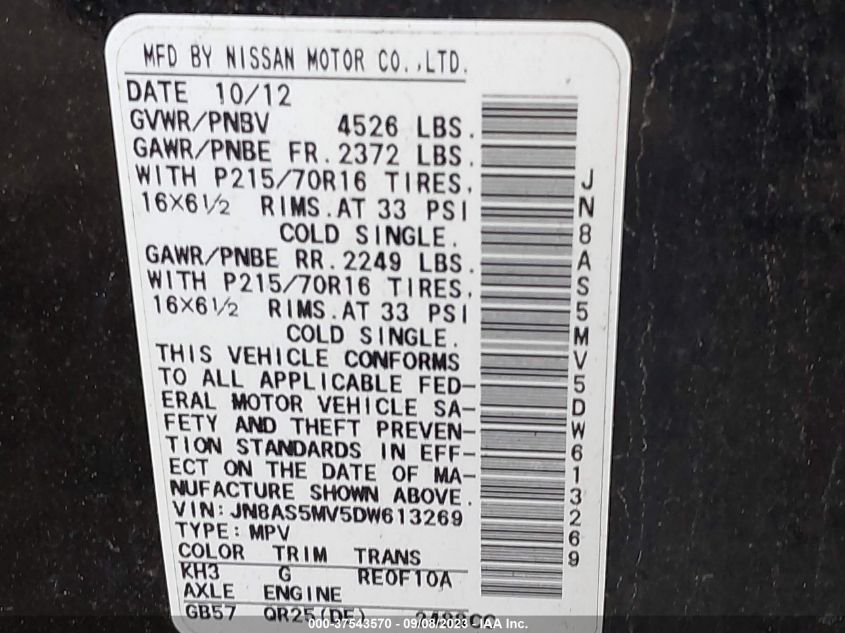 MFD BY NISSAN MOTOR CO.,LTD.
DATE 10/12
GVWR/PNBV 4526 LBS.
GAWR/PNBE FR.2372 LBS.
WITH P215/70R16 TIRES,
16X6½ RIMS.AT 33 PSI
COLD SINGLE.
GAWR/PNBE RR.2249 LBS.
WITH P215/70R16 TIRES,
16X6½ RIMS.AT 33 PSI
COLD SINGLE.
THIS VEHICLE CONFORMS
TO ALL APPLICABLE FED-
ERAL MOTOR VEHICLE SA-
FETY AND THEFT PREVEN-
TION STANDARDS IN EFF-
ECT ON THE DATE OF MA-
NUFACTURE SHOWN ABOVE.
VIN: JN8AS5MV5DW613269
TYPE: MPV
COLOR TRIM TRANS
KH3 G RE0F10A
AXLE ENGINE
GB57 QR25(DE) 2488CC
JN8AS5MV5DW613269
000-37543570 - 09/08/2023 - IAA Inc.